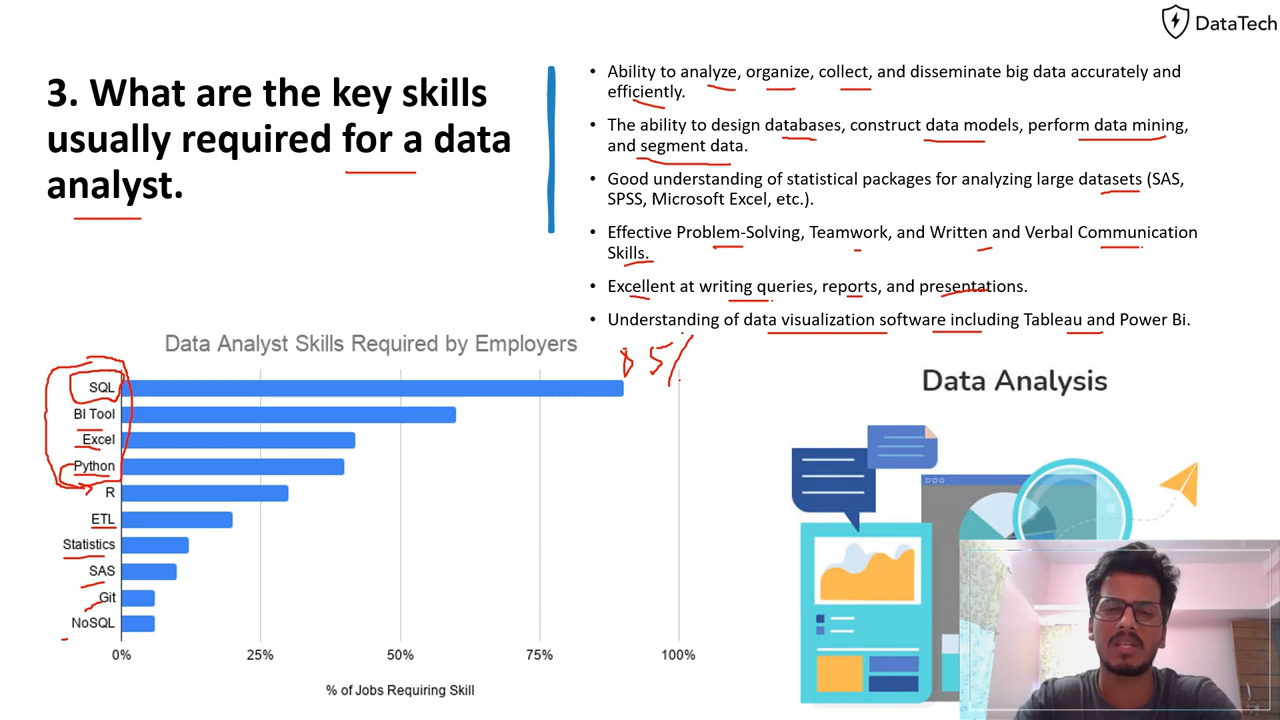 DataTech
3. What are the key skills
usually required for a data
analyst.
• Ability to analyze, organize, collect, and disseminate big data accurately and
efficiently.
• The ability to design databases, construct data models, perform data mining,
and segment data.
• Good understanding of statistical packages for analyzing large datasets (SAS,
SPSS, Microsoft Excel, etc.).
• Effective Problem-Solving, Teamwork, and Written and Verbal Communication
Skills.
• Excellent at writing queries, reports, and presentations.
• Understanding of data visualization software including Tableau and Power Bi.
Data Analyst Skills Required by Employers
SQL
BI Tool
Excel
Python
R
ETL
Statistics
SAS
Git
NoSQL
0% 25% 50% 75% 100%
% of Jobs Requiring Skill
Data Analysis